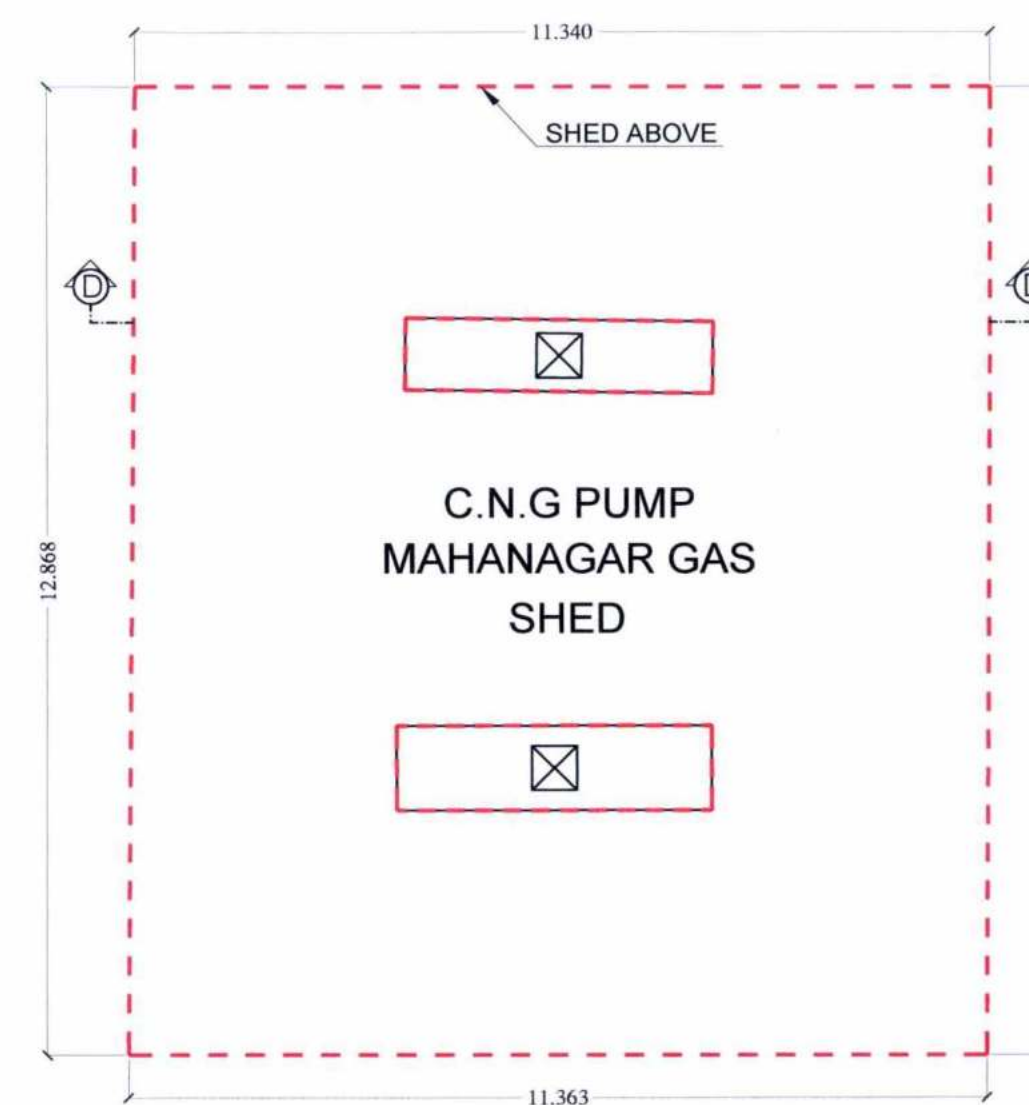 11.340
SHED ABOVE
D
D
C.N.G PUMP
MAHANAGAR GAS
SHED
12.868
11.363